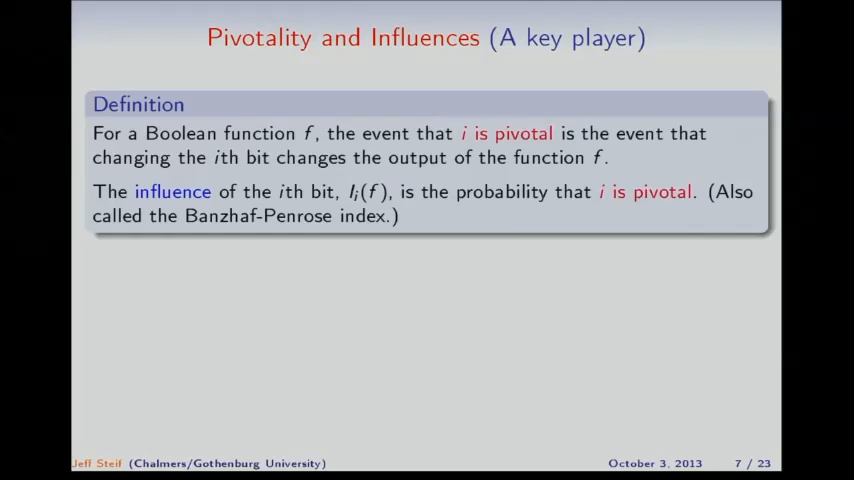 Pivotality and Influences (A key player)
Definition
For a Boolean function f, the event that i is pivotal is the event that
changing the ith bit changes the output of the function f.
The influence of the ith bit, Iᵢ(f), is the probability that i is pivotal. (Also
called the Banzhaf-Penrose index.)
Jeff Steif (Chalmers/Gothenburg University) October 3, 2013 7 / 23